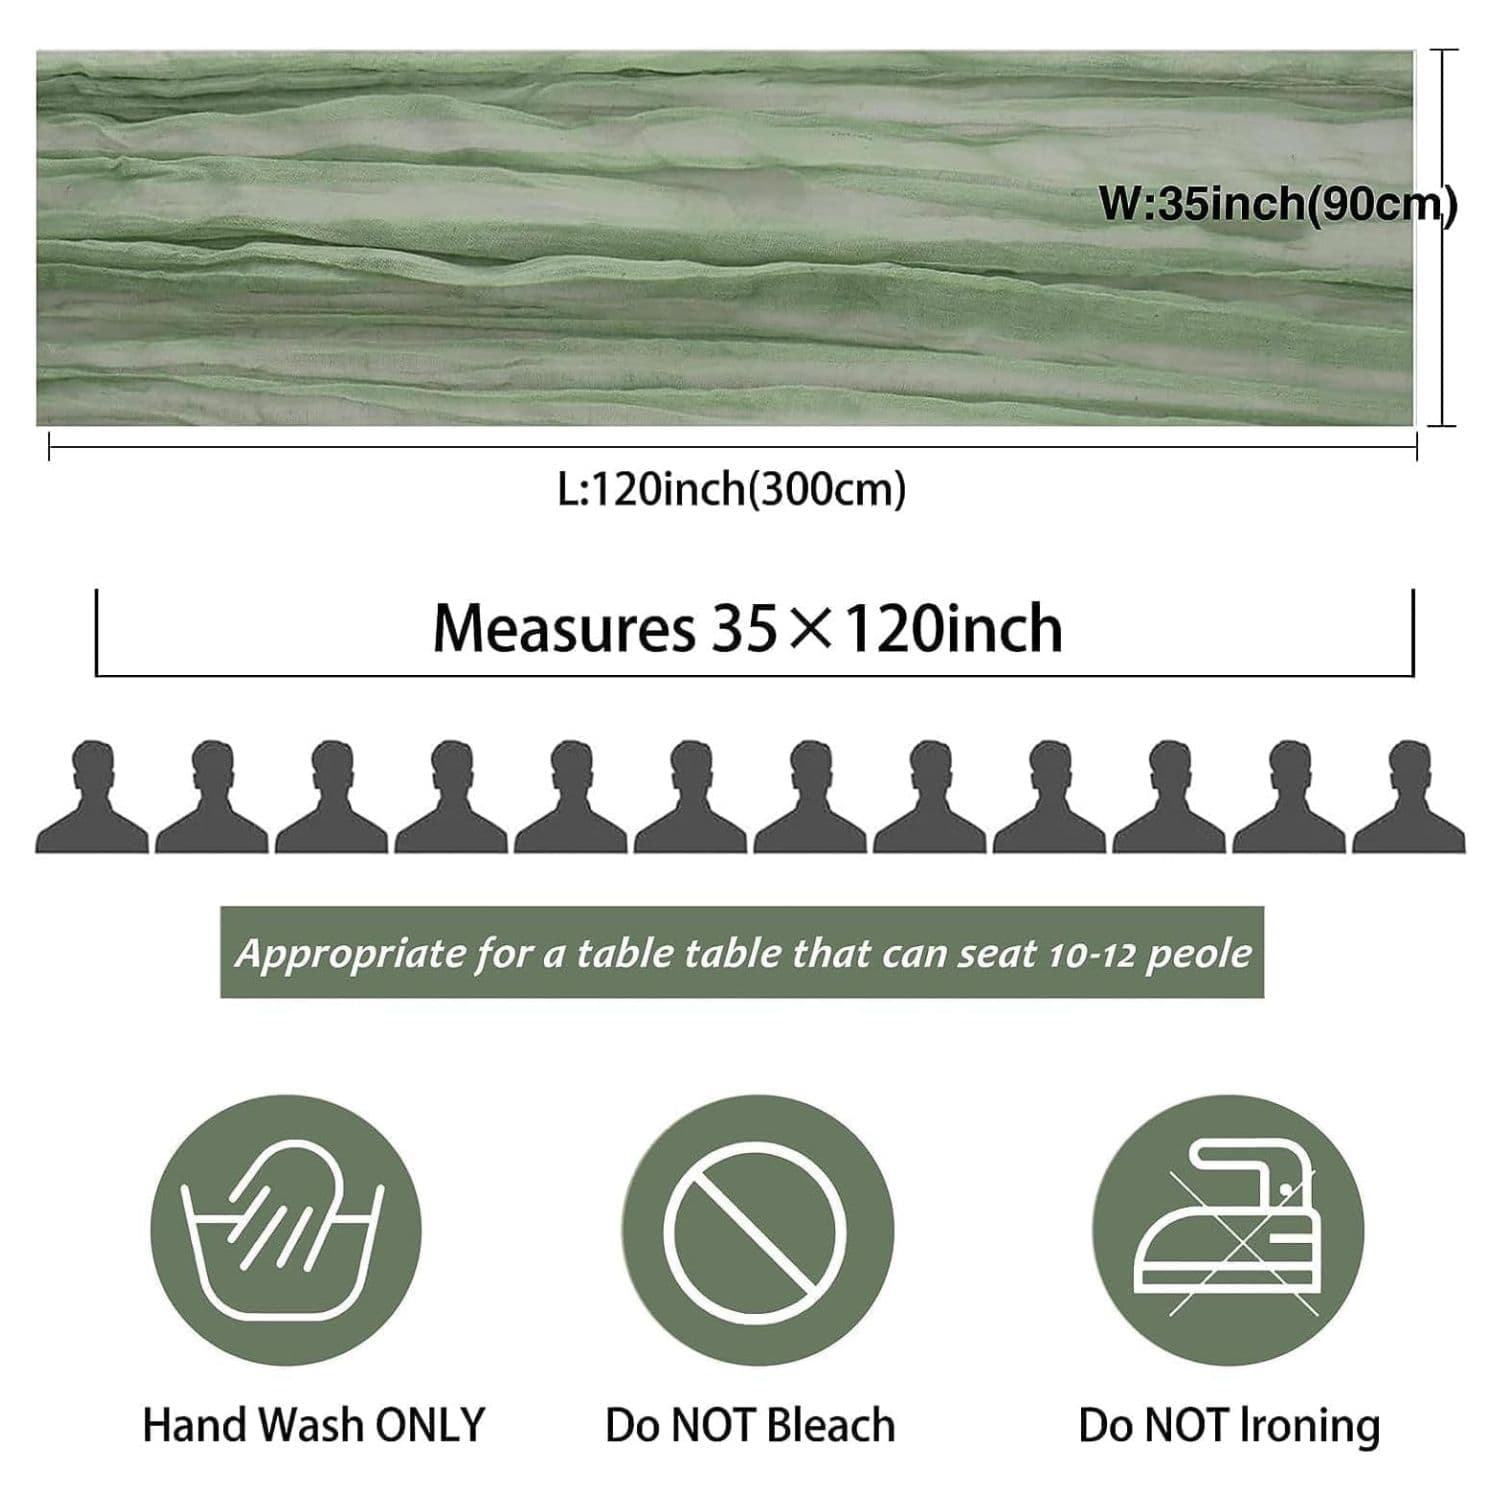 W:35inch(90cm)
L:120inch(300cm)
Measures 35×120inch
Appropriate for a table table that can seat 10-12 peole
Hand Wash ONLY
Do NOT Bleach
Do NOT Ironing